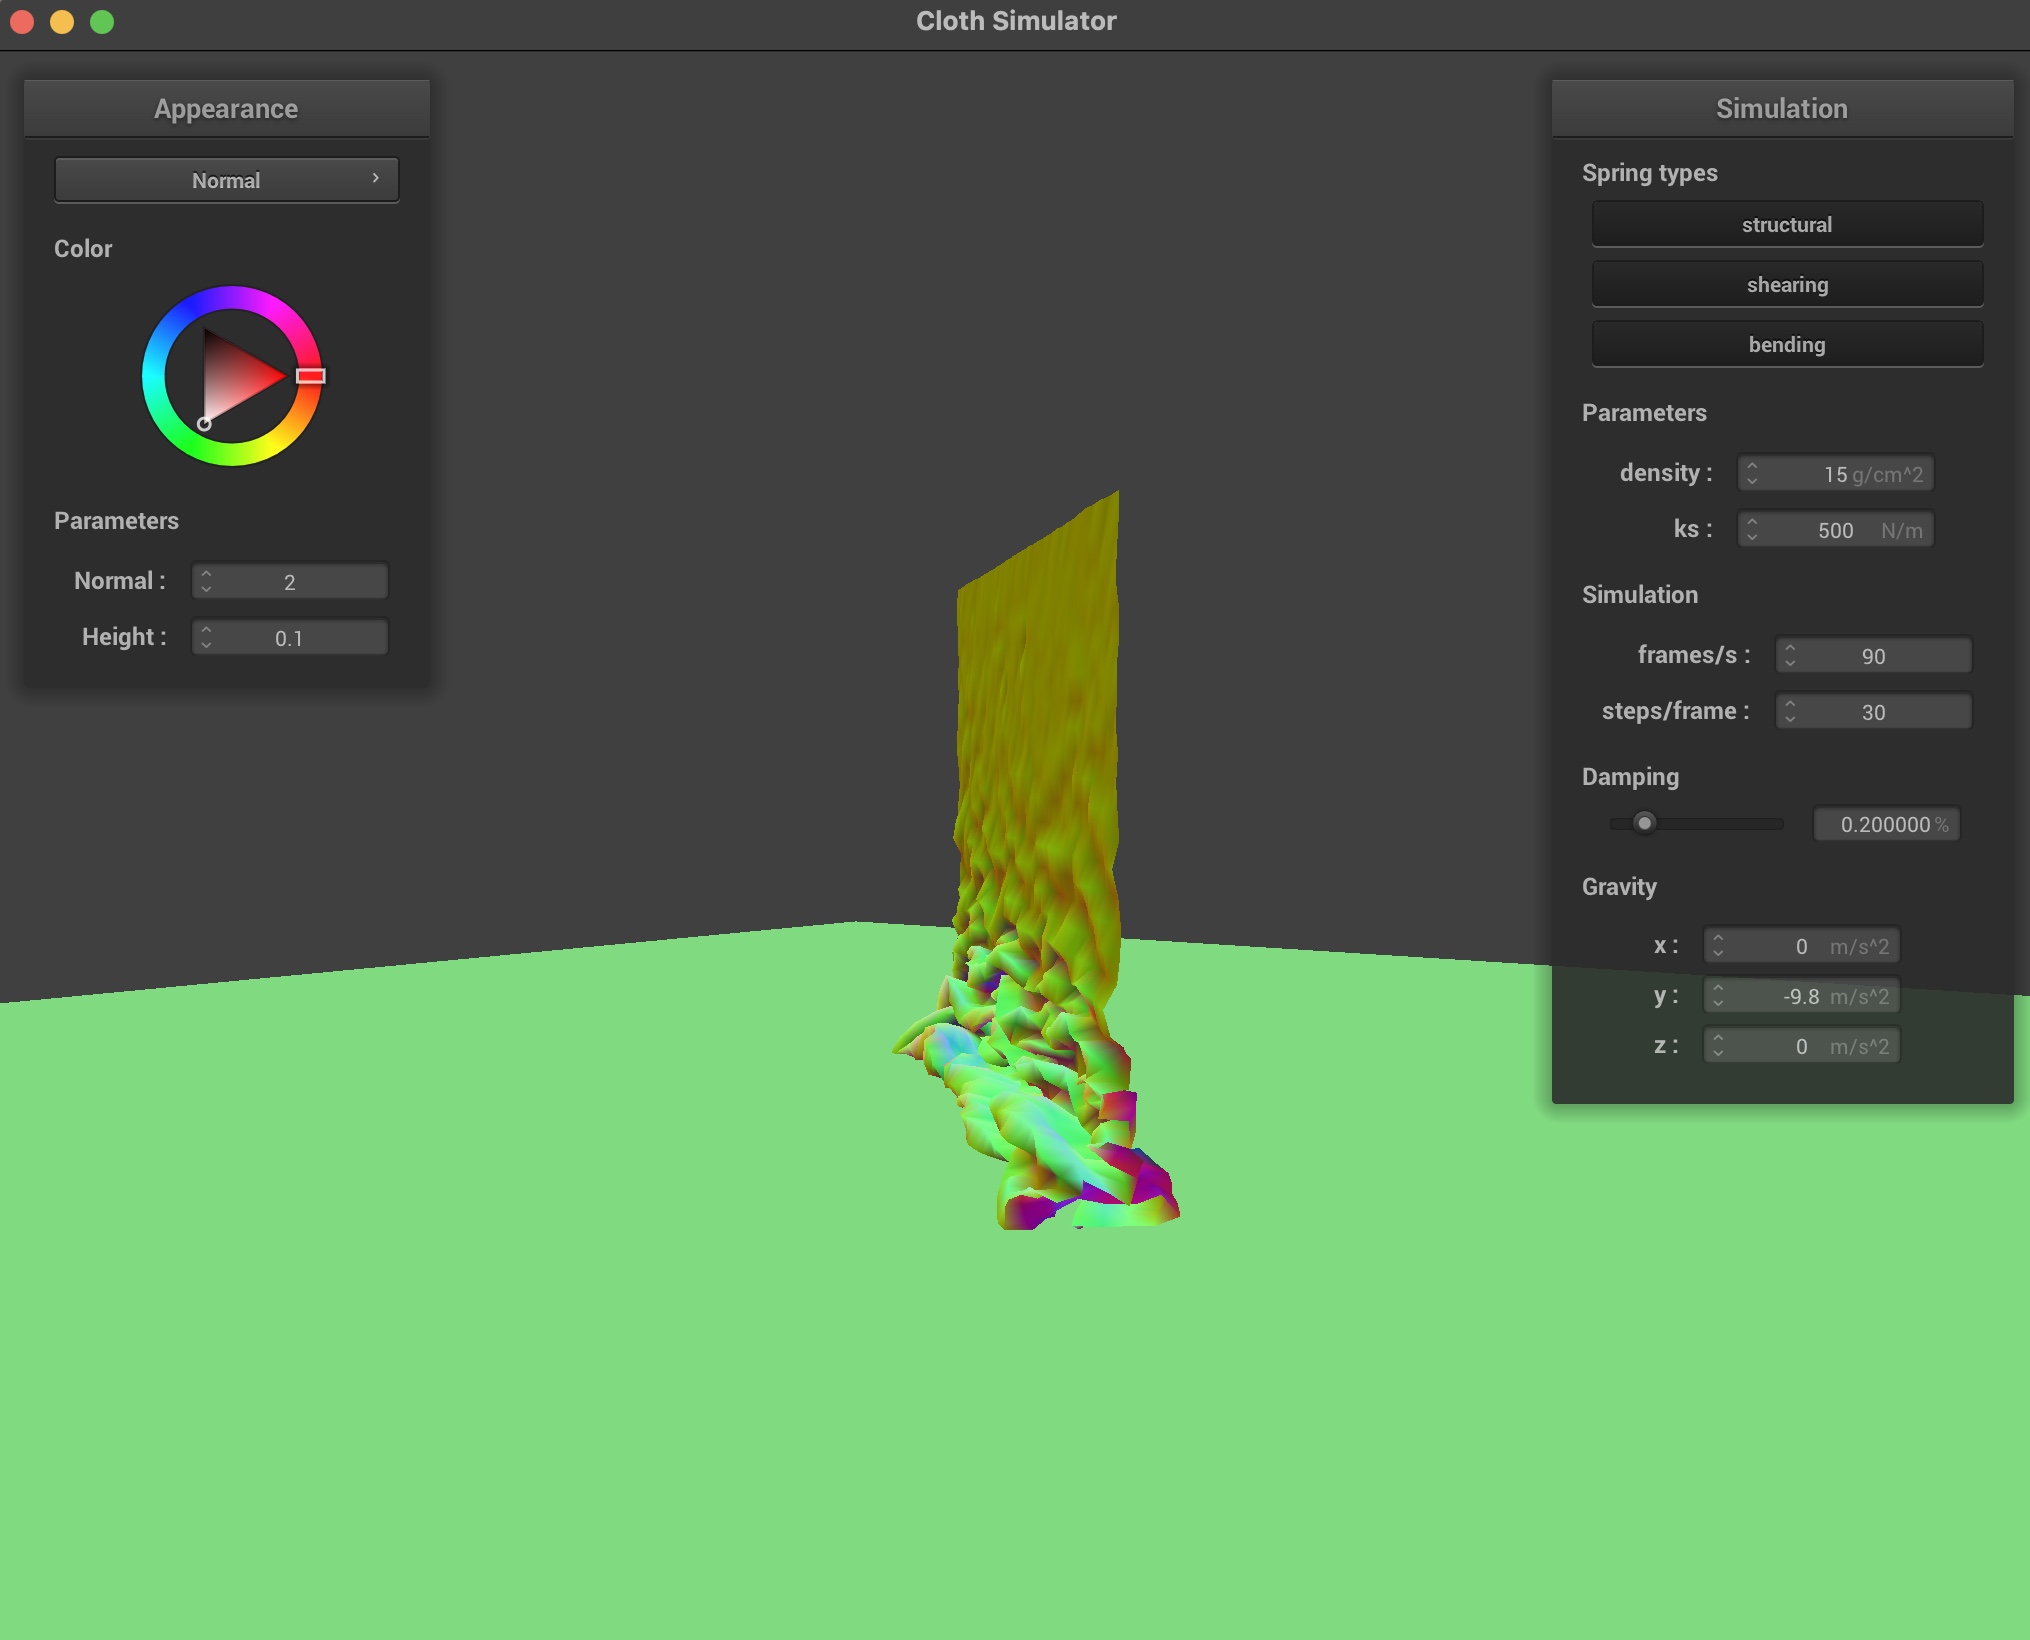 Cloth Simulator
Appearance
Normal
Color
Parameters
Normal : 2
Height : 0.1
Simulation
Spring types
structural
shearing
bending
Parameters
density : 15 g/cm^2
ks : 500 N/m
Simulation
frames/s : 90
steps/frame : 30
Damping
0.200000 %
Gravity
x : 0 m/s^2
y : -9.8 m/s^2
z : 0 m/s^2